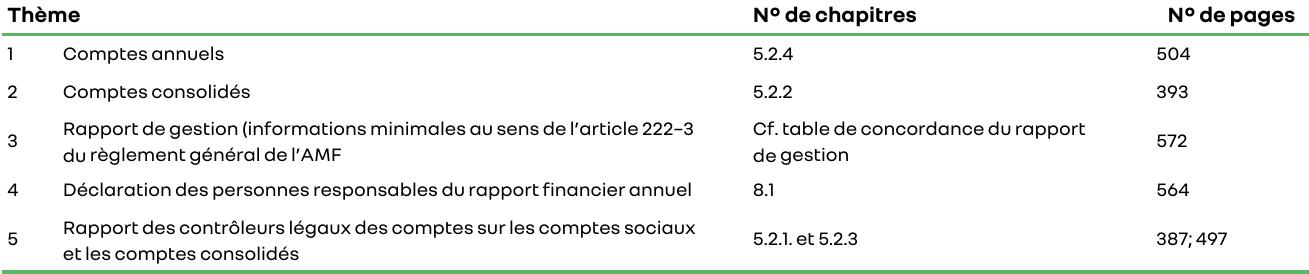 Thème N° de chapitres N° de pages
1 Comptes annuels 5.2.4 504
2 Comptes consolidés 5.2.2 393
3 Rapport de gestion (informations minimales au sens de l'article 222-3 Cf. table de concordance du rapport 572
du règlement général de l'AMF de gestion
4 Déclaration des personnes responsables du rapport financier annuel 8.1 564
5 Rapport des contrôleurs légaux des comptes sur les comptes sociaux 5.2.1. et 5.2.3 387; 497
et les comptes consolidés